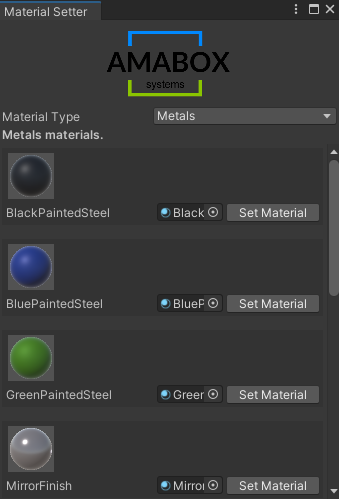 Material Setter
AMABOX
systems
Material Type Metals
Metals materials.
BlackPaintedSteel Black Set Material
BluePaintedSteel BlueP Set Material
GreenPaintedSteel Green Set Material
MirrorFinish Mirror Set Material